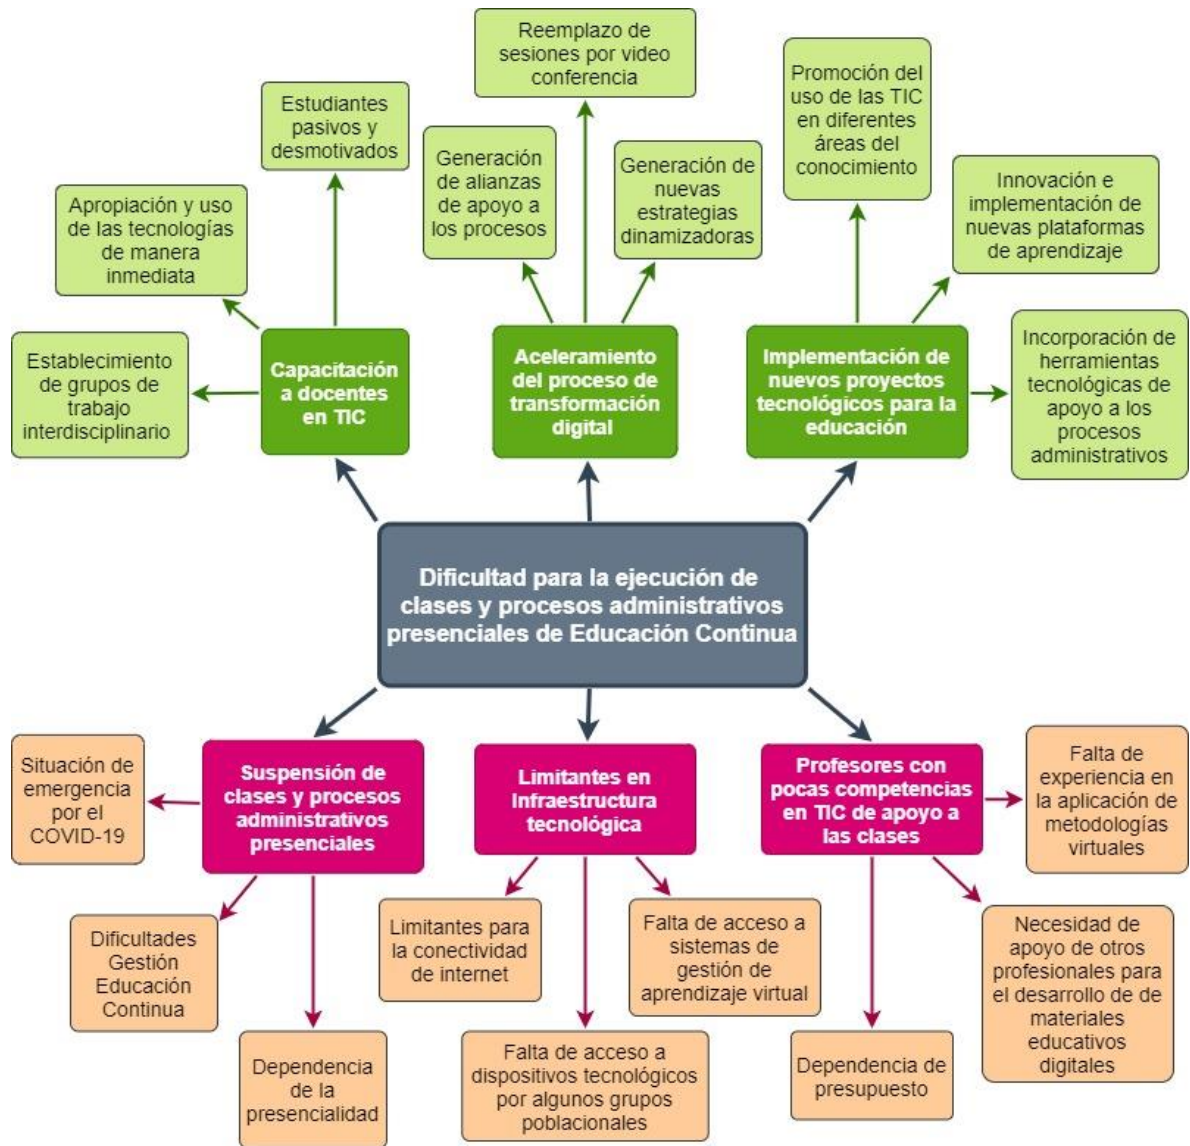 Reemplazo de
sesiones por video
conferencia
Promoción del
uso de las TIC
en diferentes
áreas del
conocimiento
Estudiantes
pasivos y
desmotivados
Generación
de alianzas
de apoyo a
los procesos
Generación de
nuevas
estrategias
dinamizadoras
Innovación e
implementación de
nuevas plataformas
de aprendizaje
Apropiación y uso
de las tecnologías
de manera
inmediata
Establecimiento
de grupos de
trabajo
interdisciplinario
Capacitación
a docentes
en TIC
Aceleramiento
del proceso de
transformación
digital
Implementación de
nuevos proyectos
tecnológicos para la
educación
Incorporación de
herramientas
tecnológicas de
apoyo a los
procesos
administrativos
Dificultad para la ejecución de
clases y procesos administrativos
presenciales de Educación Continua
Situación de
emergencia
por el
COVID-19
Suspensión de
clases y procesos
administrativos
presenciales
Limitantes en
Infraestructura
tecnológica
Profesores con
pocas competencias
en TIC de apoyo a
las clases
Falta de
experiencia en
la aplicación de
metodologías
virtuales
Dificultades
Gestión
Educación
Continua
Dependencia
de la
presencialidad
Limitantes para
la conectividad
de internet
Falta de acceso a
dispositivos tecnológicos
por algunos grupos
poblacionales
Falta de acceso a
sistemas de
gestión de
aprendizaje virtual
Dependencia de
presupuesto
Necesidad de
apoyo de otros
profesionales para
el desarrollo de de
materiales
educativos
digitales